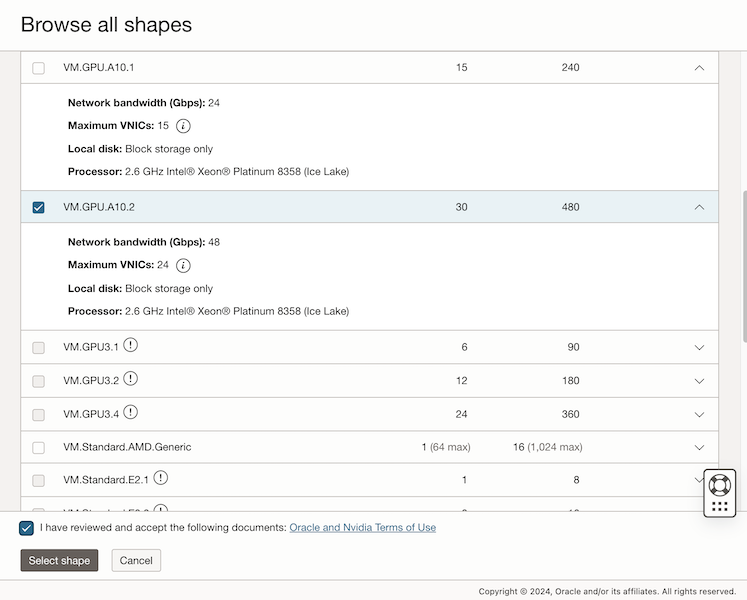 Browse all shapes
VM.GPU.A10.1 15 240
Network bandwidth (Gbps): 24
Maximum VNICs: 15 i
Local disk: Block storage only
Processor: 2.6 GHz Intel® Xeon® Platinum 8358 (Ice Lake)
VM.GPU.A10.2 30 480
Network bandwidth (Gbps): 48
Maximum VNICs: 24 i
Local disk: Block storage only
Processor: 2.6 GHz Intel® Xeon® Platinum 8358 (Ice Lake)
VM.GPU3.1 ! 6 90
VM.GPU3.2 ! 12 180
VM.GPU3.4 ! 24 360
VM.Standard.AMD.Generic 1 (64 max) 16 (1,024 max)
VM.Standard.E2.1 ! 1 8
I have reviewed and accept the following documents: Oracle and Nvidia Terms of Use
Select shape Cancel
Copyright © 2024, Oracle and/or its affiliates. All rights reserved.